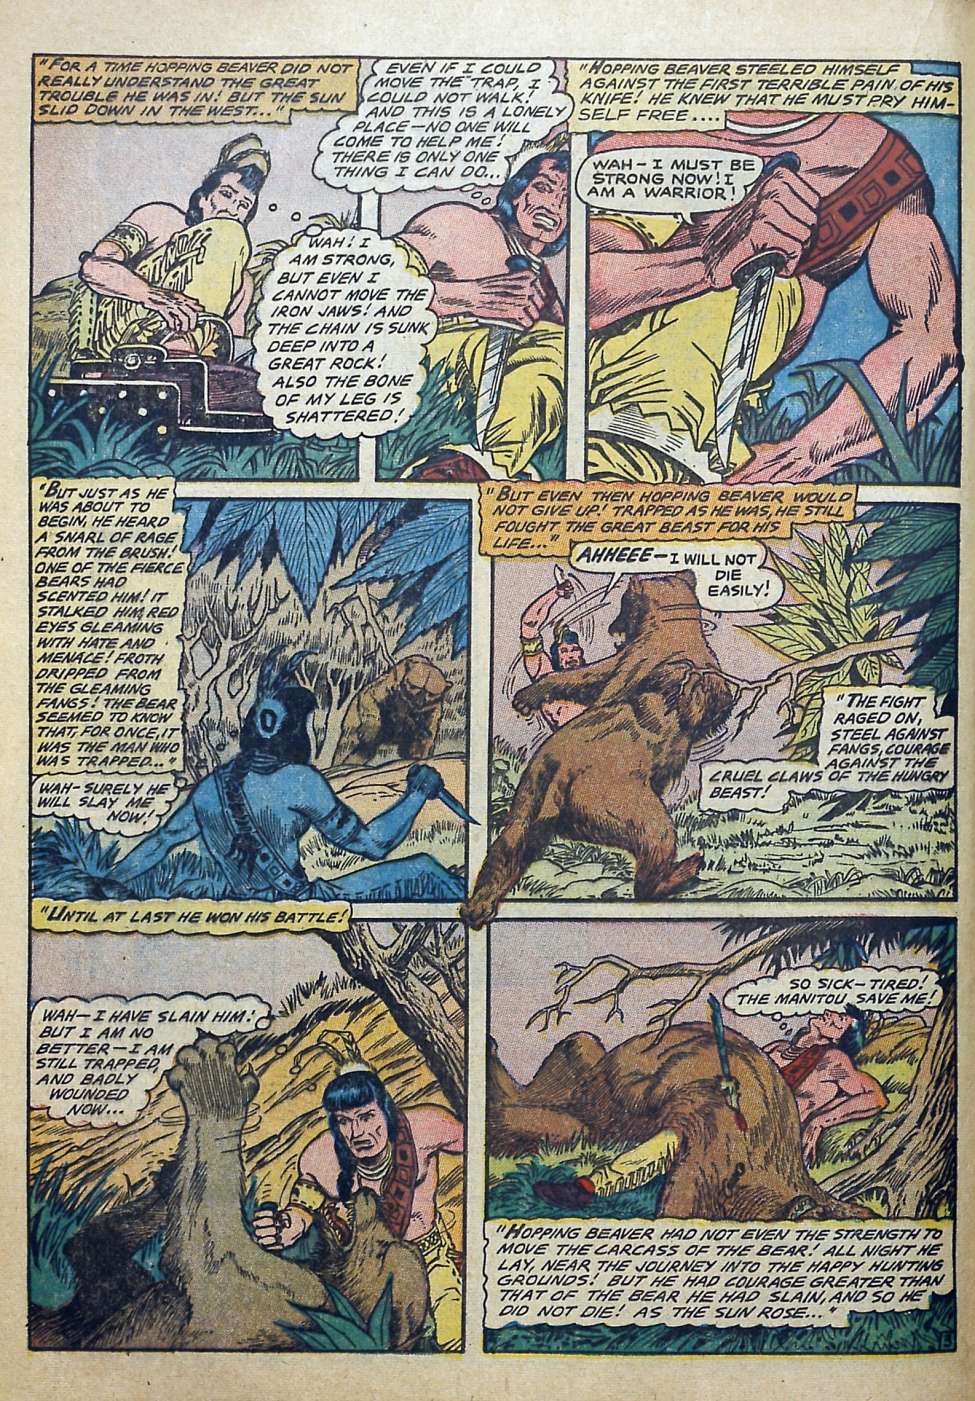 "FOR A TIME HOPPING BEAVER DID NOT
REALLY UNDERSTAND THE GREAT
TROUBLE HE WAS IN! BUT THE SUN
SLID DOWN IN THE WEST..."
WAH! I
AM STRONG,
BUT EVEN I
CANNOT MOVE THE
IRON JAWS! AND
THE CHAIN IS SUNK
DEEP INTO A
GREAT ROCK!
ALSO THE BONE
OF MY LEG IS
SHATTERED!
EVEN IF I COULD
MOVE THE TRAP, I
COULD NOT WALK!
AND THIS IS A LONELY
PLACE—NO ONE WILL
COME TO HELP ME!
THERE IS ONLY ONE
THING I CAN DO...
"HOPPING BEAVER STEELED HIMSELF
AGAINST THE FIRST TERRIBLE PAIN OF HIS
KNIFE! HE KNEW THAT HE MUST PRY HIM-
SELF FREE....
WAH—I MUST BE
STRONG NOW! I
AM A WARRIOR!
"BUT JUST AS HE
WAS ABOUT TO
BEGIN, HE HEARD
A SNARL OF RAGE
FROM THE BRUSH!
ONE OF THE FIERCE
BEARS HAD
SCENTED HIM! IT
STALKED HIM RED
EYES GLEAMING
WITH HATE AND
MENACE! FROTH
DRIPPED FROM
THE GLEAMING
FANGS! THE BEAR
SEEMED TO KNOW
THAT, FOR ONCE, IT
WAS THE MAN WHO
WAS TRAPPED..."
WAH—SURELY HE
WILL SLAY ME
NOW!
"BUT EVEN THEN HOPPING BEAVER WOULD
NOT GIVE UP! TRAPPED AS HE WAS, HE STILL
FOUGHT THE GREAT BEAST FOR HIS
LIFE..."
AHHEEE—I WILL NOT
DIE
EASILY!
"THE FIGHT
RAGED ON,
STEEL AGAINST
FANGS, COURAGE
AGAINST THE
CRUEL CLAWS OF THE HUNGRY
BEAST!
"UNTIL AT LAST HE WON HIS BATTLE!
WAH—I HAVE SLAIN HIM!
BUT I AM NO
BETTER—I AM
STILL TRAPPED,
AND BADLY
WOUNDED
NOW...
SO SICK—TIRED!
THE MANITOU SAVE ME!
"HOPPING BEAVER HAD NOT EVEN THE STRENGTH TO
MOVE THE CARCASS OF THE BEAR! ALL NIGHT HE
LAY, NEAR THE JOURNEY INTO THE HAPPY HUNTING
GROUNDS! BUT HE HAD COURAGE GREATER THAN
THAT OF THE BEAR HE HAD SLAIN, AND SO HE
DID NOT DIE! AS THE SUN ROSE..."